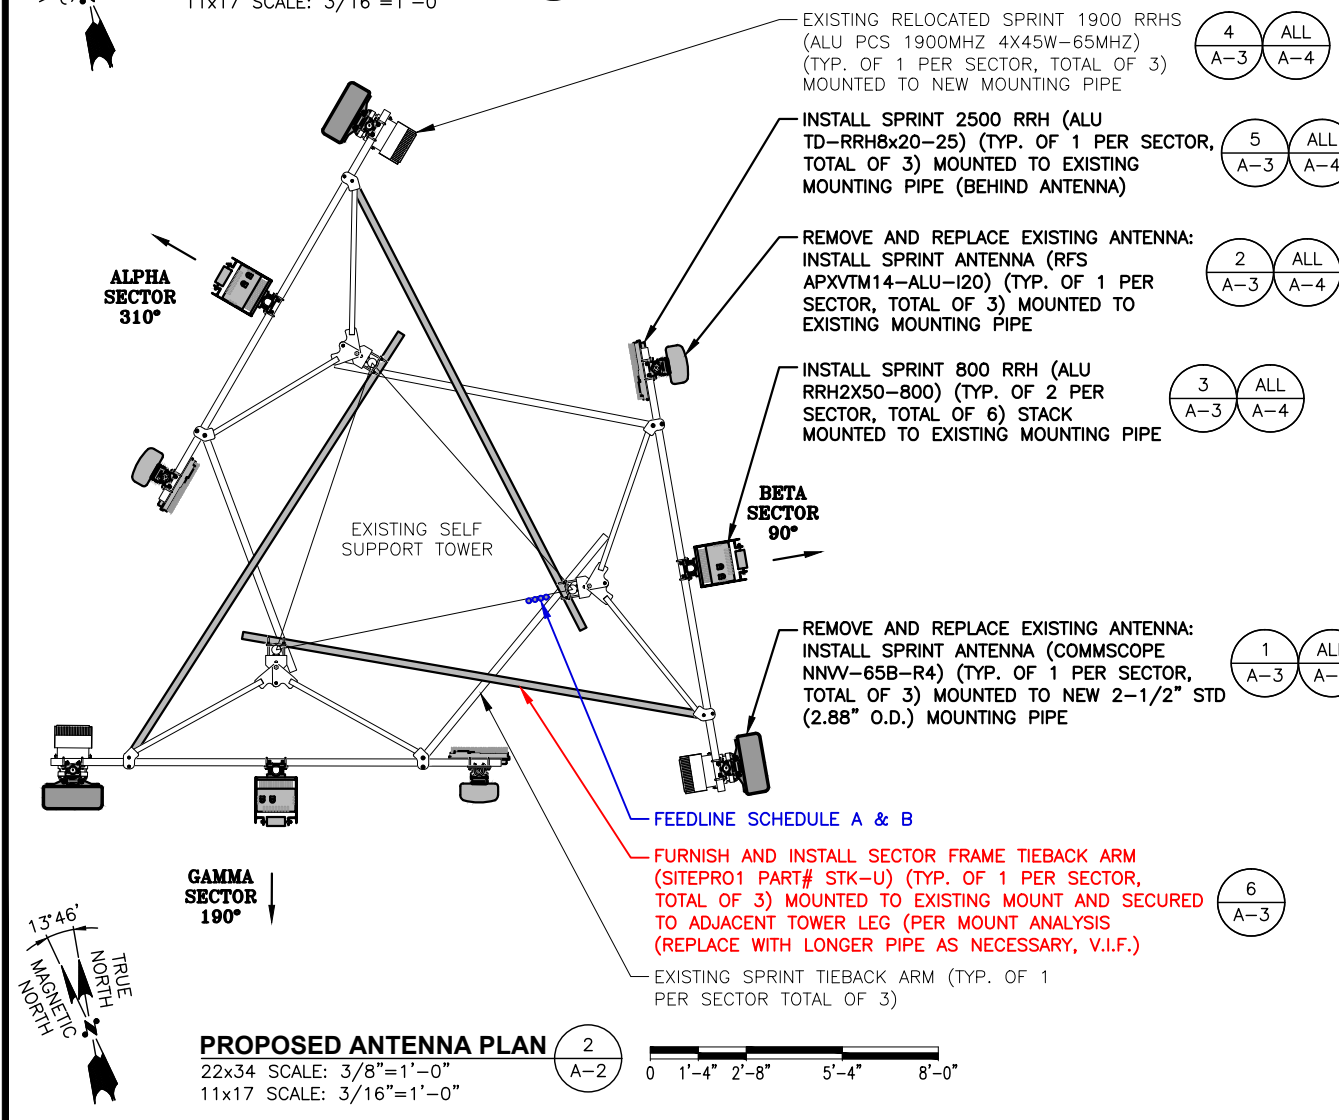 11x17 SCALE: 3/16"=1'-0"
EXISTING RELOCATED SPRINT 1900 RRHS
(ALU PCS 1900MHZ 4X45W-65MHZ)
(TYP. OF 1 PER SECTOR, TOTAL OF 3)
MOUNTED TO NEW MOUNTING PIPE
4
A-3
ALL
A-4
INSTALL SPRINT 2500 RRH (ALU
TD-RRH8x20-25) (TYP. OF 1 PER SECTOR,
TOTAL OF 3) MOUNTED TO EXISTING
MOUNTING PIPE (BEHIND ANTENNA)
5
A-3
ALL
A-4
REMOVE AND REPLACE EXISTING ANTENNA:
INSTALL SPRINT ANTENNA (RFS
APXVTM14-ALU-I20) (TYP. OF 1 PER
SECTOR, TOTAL OF 3) MOUNTED TO
EXISTING MOUNTING PIPE
2
A-3
ALL
A-4
INSTALL SPRINT 800 RRH (ALU
RRH2X50-800) (TYP. OF 2 PER
SECTOR, TOTAL OF 6) STACK
MOUNTED TO EXISTING MOUNTING PIPE
3
A-3
ALL
A-4
ALPHA
SECTOR
310°
EXISTING SELF
SUPPORT TOWER
BETA
SECTOR
90°
REMOVE AND REPLACE EXISTING ANTENNA:
INSTALL SPRINT ANTENNA (COMMSCOPE
NNVV-65B-R4) (TYP. OF 1 PER SECTOR,
TOTAL OF 3) MOUNTED TO NEW 2-1/2" STD
(2.88" O.D.) MOUNTING PIPE
1
A-3
ALL
A-
FEEDLINE SCHEDULE A & B
FURNISH AND INSTALL SECTOR FRAME TIEBACK ARM
(SITEPRO1 PART# STK-U) (TYP. OF 1 PER SECTOR,
TOTAL OF 3) MOUNTED TO EXISTING MOUNT AND SECURED
TO ADJACENT TOWER LEG (PER MOUNT ANALYSIS
(REPLACE WITH LONGER PIPE AS NECESSARY, V.I.F.)
6
A-3
EXISTING SPRINT TIEBACK ARM (TYP. OF 1
PER SECTOR TOTAL OF 3)
GAMMA
SECTOR
190°
13°46'
TRUE
NORTH
MAGNETIC
NORTH
N
PROPOSED ANTENNA PLAN
2
A-2
22x34 SCALE: 3/8"=1'-0"
11x17 SCALE: 3/16"=1'-0"
0 1'-4" 2'-8" 5'-4" 8'-0"